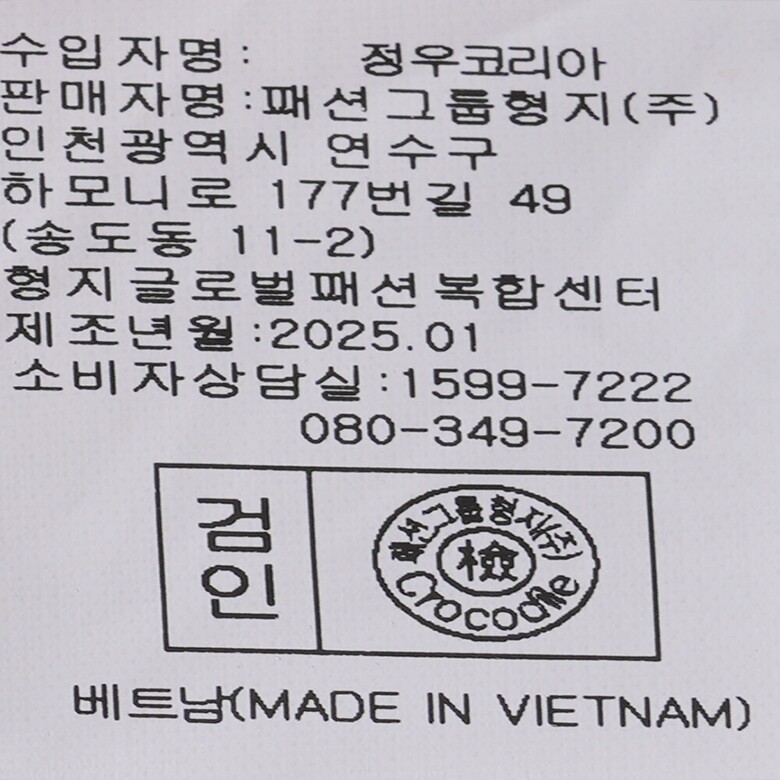 수입자명: 정우코리아
판매자명:패션그룹형지(주)
인천광역시 연수구
하모니로 177번길 49
(송도동 11-2)
형지글로벌패션복합센터
제조년월:2025.01
소비자상담실:1599-7222
080-349-7200
검
인
패션그룹형지(주)
檢
Crocodile
베트남(MADE IN VIETNAM)